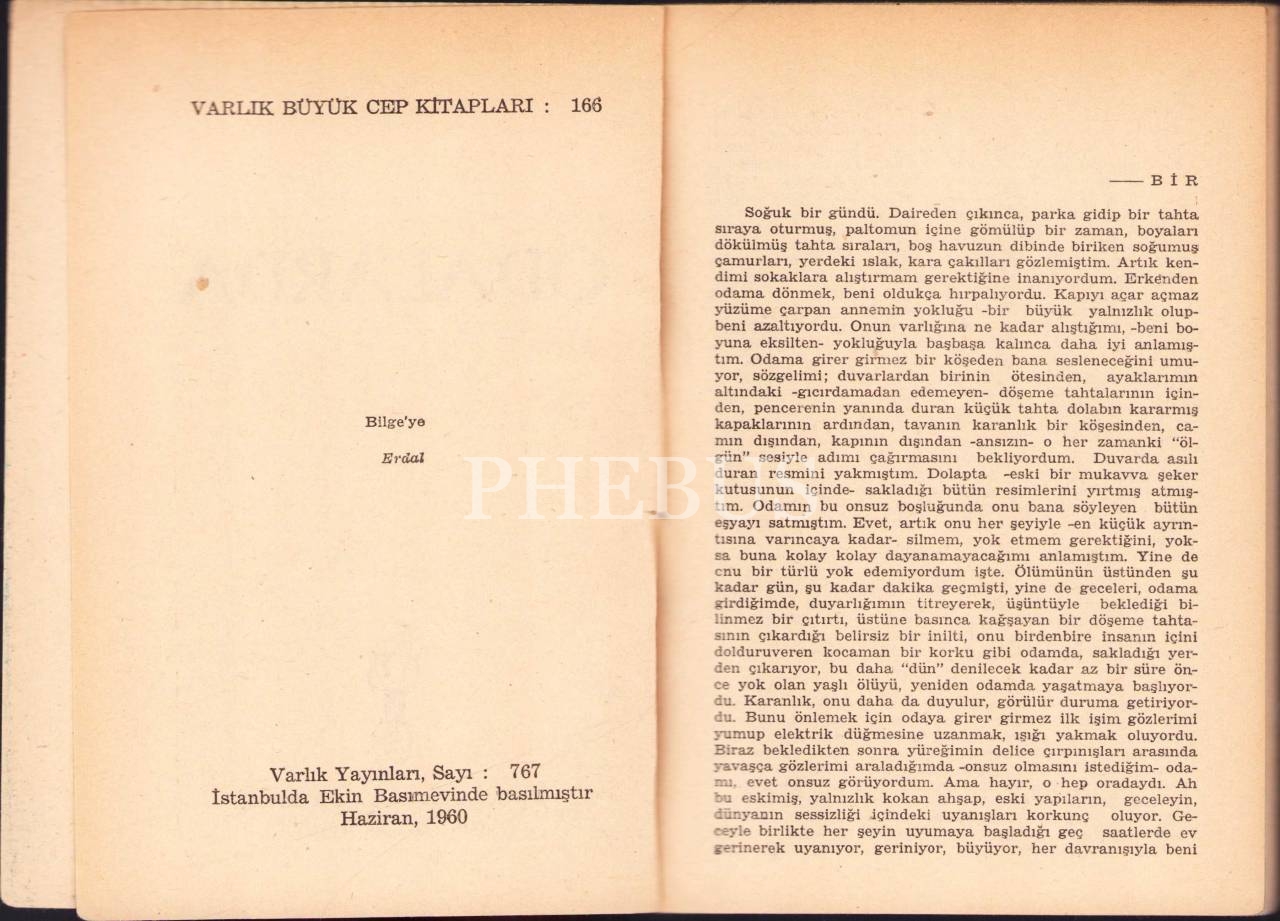 VARLIK BÜYÜK CEP KİTAPLARI : 166
Bilge'ye
Erdal
Varlık Yayınları, Sayı : 767
İstanbulda Ekin Basımevinde basılmıştır
Haziran, 1960
—— B İ R
Soğuk bir gündü. Daireden çıkınca, parka gidip bir tahta
sıraya oturmuş, paltomun içine gömülüp bir zaman, boyaları
dökülmüş tahta sıraları, boş havuzun dibinde biriken soğumuş
çamurları, yerdeki ıslak, kara çakılları gözlemiştim. Artık ken-
dimi sokaklara alıştırmam gerektiğine inanıyordum. Erkenden
odama dönmek, beni oldukça hırpalıyordu. Kapıyı açar açmaz
yüzüme çarpan annemin yokluğu -bir büyük yalnızlık olup-
beni azaltıyordu. Onun varlığına ne kadar alıştığımı, -beni bo-
yuna eksilten- yokluğuyla başbaşa kalınca daha iyi anlamış-
tım. Odama girer girmez bir köşeden bana sesleneceğini umu-
yor, sözgelimi; duvarlardan birinin ötesinden, ayaklarımın
altındaki -gıcırdamadan edemeyen- döşeme tahtalarının için-
den, pencerenin yanında duran küçük tahta dolabın kararmış
kapaklarının ardından, tavanın karanlık bir köşesinden, ca-
mın dışından, kapının dışından -ansızın- o her zamanki “öl-
gün” sesiyle adımı çağırmasını bekliyordum. Duvarda asılı
duran resmini yakmıştım. Dolapta -eski bir mukavva şeker
kutusunun içinde- sakladığı bütün resimlerini yırtmış atmış-
tım. Odamın bu onsuz boşluğunda onu bana söyleyen bütün
eşyayı satmıştım. Evet, artık onu her şeyiyle -en küçük ayrın-
tısına varıncaya kadar- silmem, yok etmem gerektiğini, yok-
sa buna kolay kolay dayanamayacağımı anlamıştım. Yine de
cnu bir türlü yok edemiyordum işte. Ölümünün üstünden şu
kadar gün, şu kadar dakika geçmişti, yine de geceleri, odama
girdiğimde, duyarlığımın titreyerek, üşüntüyle beklediği bi-
linmez bir çıtırtı, üstüne basınca kağşayan bir döşeme tahta-
sının çıkardığı belirsiz bir inilti, onu birdenbire insanın içini
dolduruveren kocaman bir korku gibi odamda, sakladığı yer-
den çıkarıyor, bu daha “dün” denilecek kadar az bir süre ön-
ce yok olan yaşlı ölüyü, yeniden odamda yaşatmaya başlıyor-
du. Karanlık, onu daha da duyulur, görülür duruma getiriyor-
du. Bunu önlemek için odaya girer girmez ilk işim gözlerimi
yumup elektrik düğmesine uzanmak, ışığı yakmak oluyordu.
Biraz bekledikten sonra yüreğimin delice çırpınışları arasında
yavaşça gözlerimi araladığımda -onsuz olmasını istediğim- oda-
mı, evet onsuz görüyordum. Ama hayır, o hep oradaydı. Ah
bu eskimiş, yalnızlık kokan ahşap, eski yapıların, geceleyin,
dünyanın sessizliği içindeki uyanışları korkunç oluyor. Ge-
ceyle birlikte her şeyin uyumaya başladığı geç saatlerde ev
gerinerek uyanıyor, geriniyor, büyüyor, her davranışıyla beni
PHEBUS